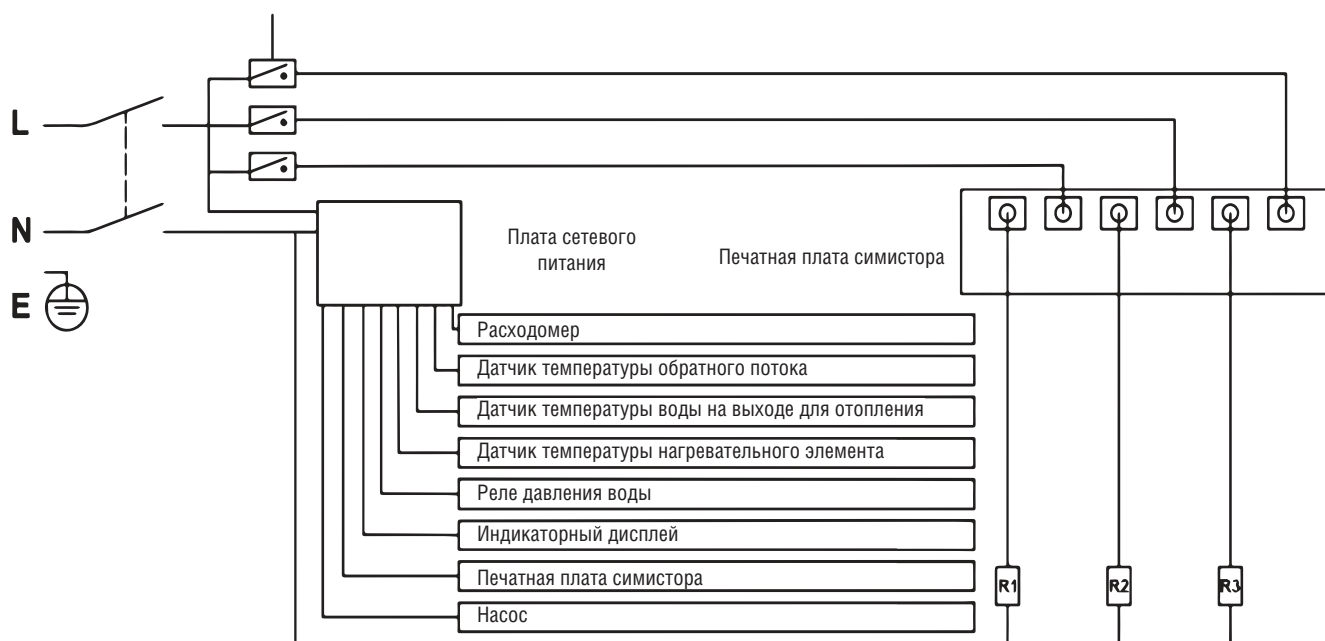 L
N
E
Плата сетевого
питания
Печатная плата симистора
Расходомер
Датчик температуры обратного потока
Датчик температуры воды на выходе для отопления
Датчик температуры нагревательного элемента
Реле давления воды
Индикаторный дисплей
Печатная плата симистора
Насос
R1
R2
R3